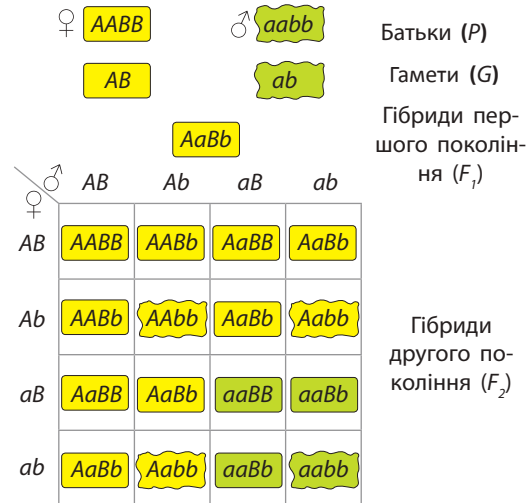 ♀ AABB ♂ aabb Батьки (P)
AB ab Гамети (G)
AaBb
Гібриди пер-
шого поколін-
ня (F₁)
♂ AB Ab aB ab
♀
AB AABB AABb AaBB AaBb
Ab AABb AAbb AaBb Aabb
aB AaBB AaBb aaBB aaBb
ab AaBb Aabb aaBb aabb
Гібриди
другого по-
коління (F₂)